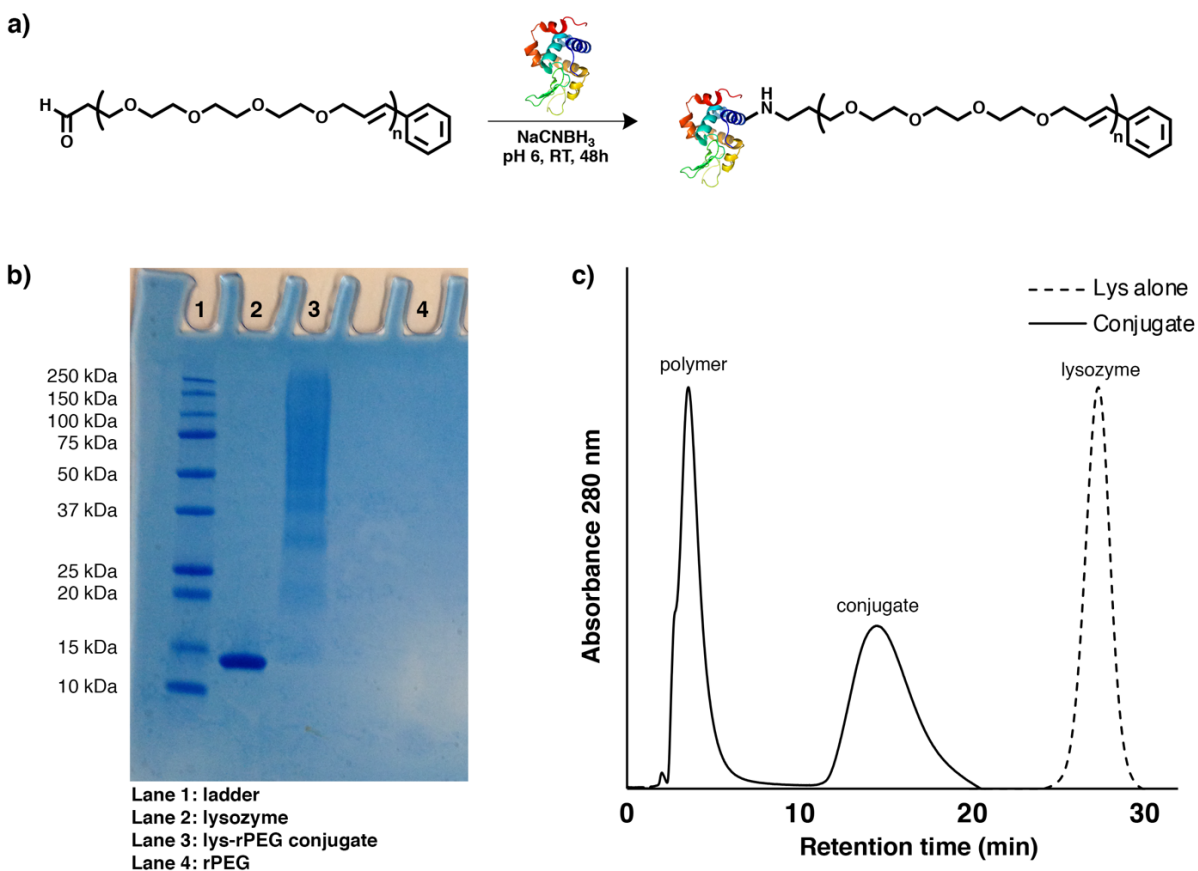 a)
H
O
O
O
O
O
n
NaCNBH3
pH 6, RT, 48h
H
N
O
O
O
O
n
b)
1
2
3
4
250 kDa
150 kDa
100 kDa
75 kDa
50 kDa
37 kDa
25 kDa
20 kDa
15 kDa
10 kDa
Lane 1: ladder
Lane 2: lysozyme
Lane 3: lys-rPEG conjugate
Lane 4: rPEG
c)
Lys alone
Conjugate
polymer
lysozyme
conjugate
Absorbance 280 nm
0
10
20
30
Retention time (min)